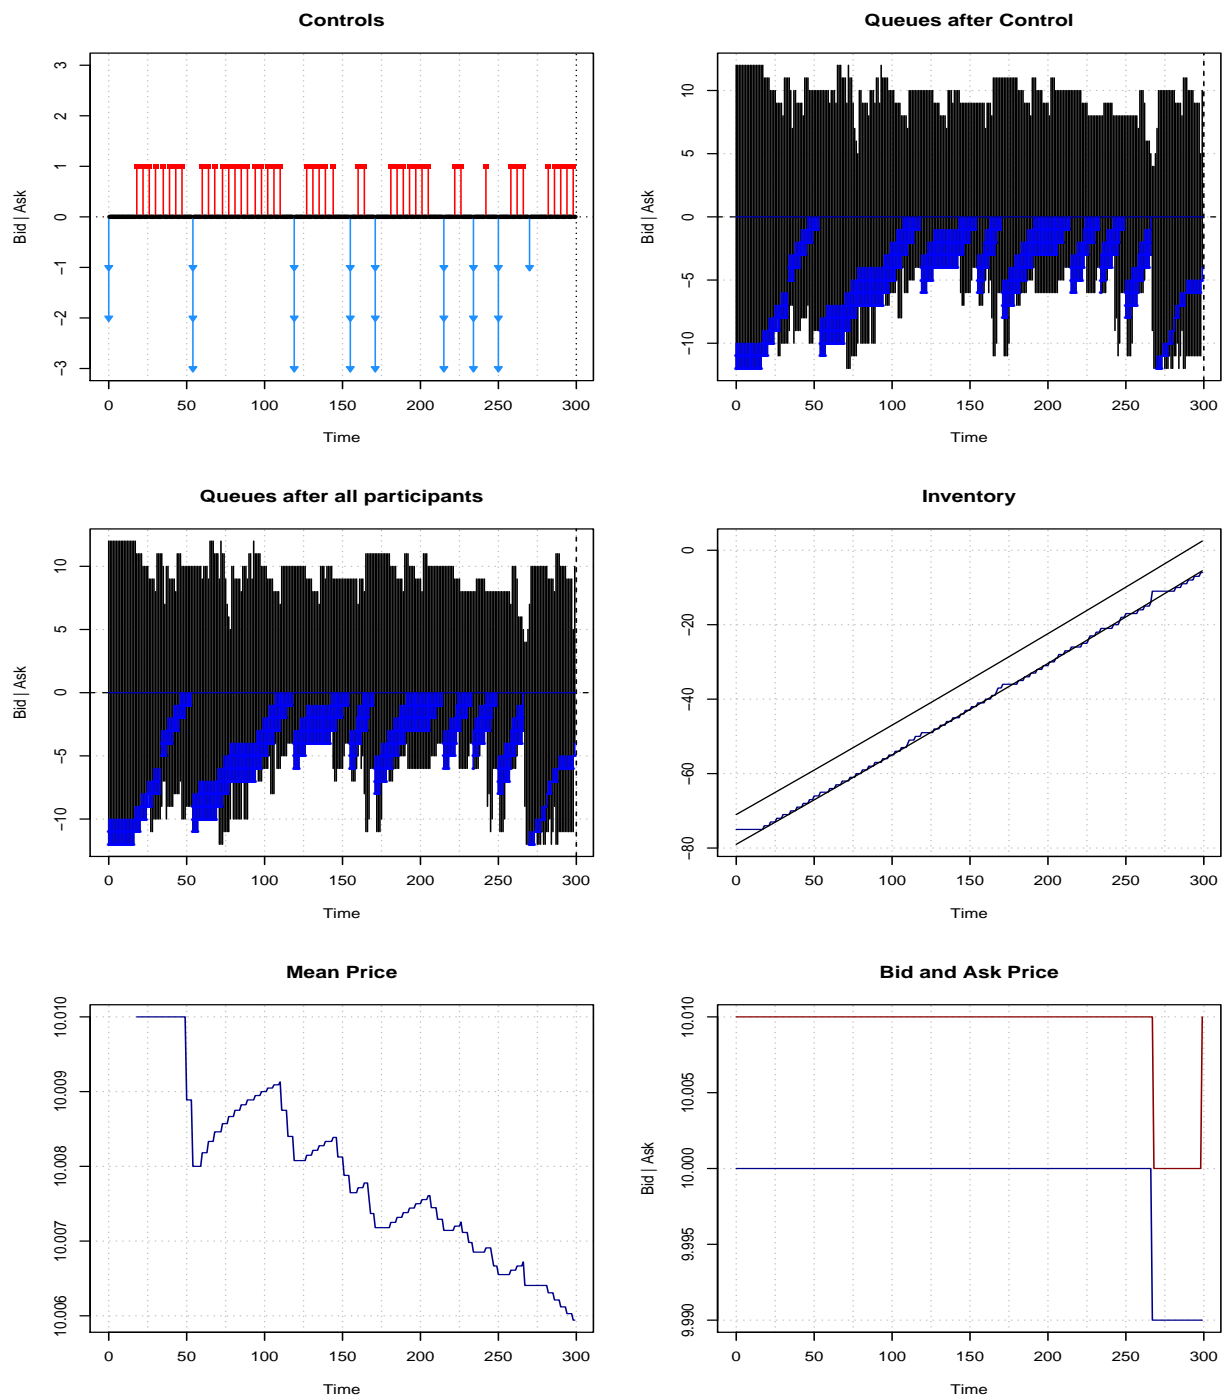 Controls
Queues after Control
3
2
1
0
-1
-2
-3
Bid | Ask
0 50 100 150 200 250 300
Time
10
5
0
-5
-10
Bid | Ask
0 50 100 150 200 250 300
Time
Queues after all participants
Inventory
10
5
0
-5
-10
Bid | Ask
0 50 100 150 200 250 300
Time
0
-20
-40
-60
-80
0 50 100 150 200 250 300
Time
Mean Price
Bid and Ask Price
10.010
10.009
10.008
10.007
10.006
0 50 100 150 200 250 300
Time
10.010
10.005
10.000
9.995
9.990
Bid | Ask
0 50 100 150 200 250 300
Time